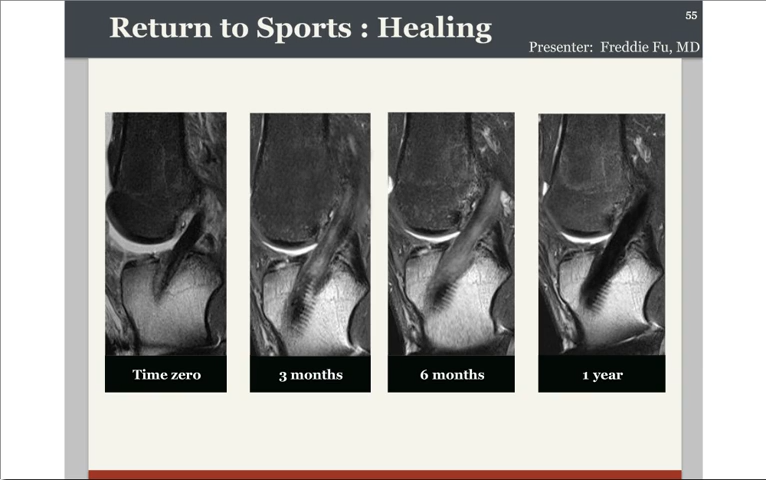 55
Return to Sports : Healing
Presenter: Freddie Fu, MD
Time zero
3 months
6 months
1 year